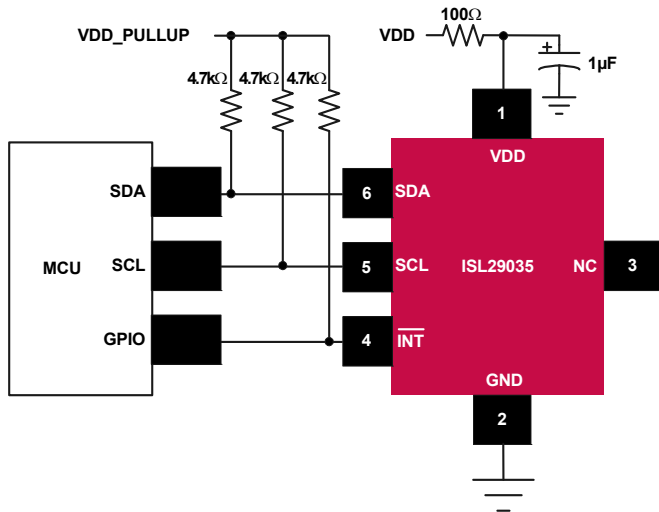 100Ω
VDD_PULLUP
VDD
1µF
4.7kΩ 4.7kΩ 4.7kΩ
1
VDD
SDA
6
SDA
MCU
SCL
5
SCL
ISL29035
NC
3
GPIO
4
INT
GND
2